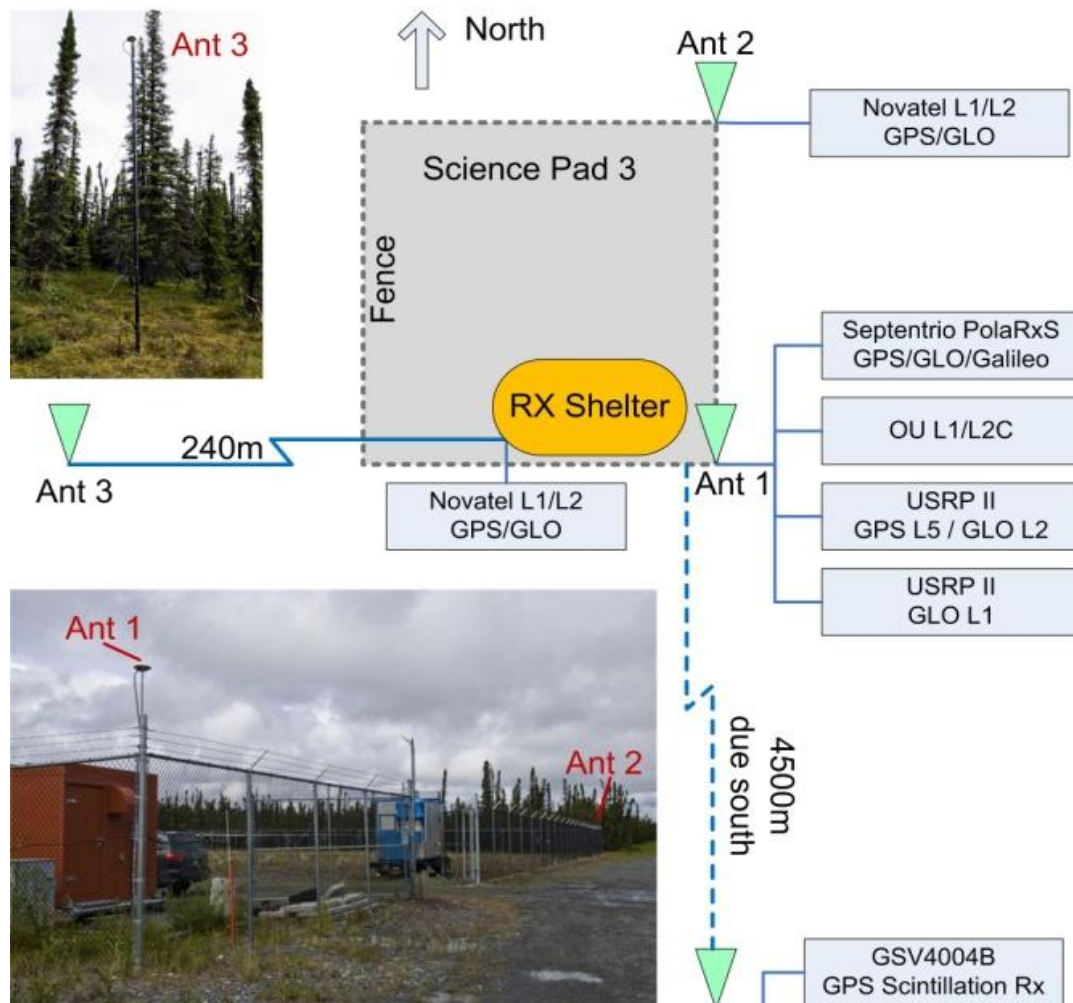 Ant 3
North
Ant 2
Novatel L1/L2
GPS/GLO
Science Pad 3
Fence
Septentrio PolaRxS
GPS/GLO/Galileo
RX Shelter
OU L1/L2C
240m
Ant 3
Ant 1
Novatel L1/L2
GPS/GLO
USRP II
GPS L5 / GLO L2
USRP II
GLO L1
Ant 1
Ant 2
4500m
due south
GSV4004B
GPS Scintillation Rx